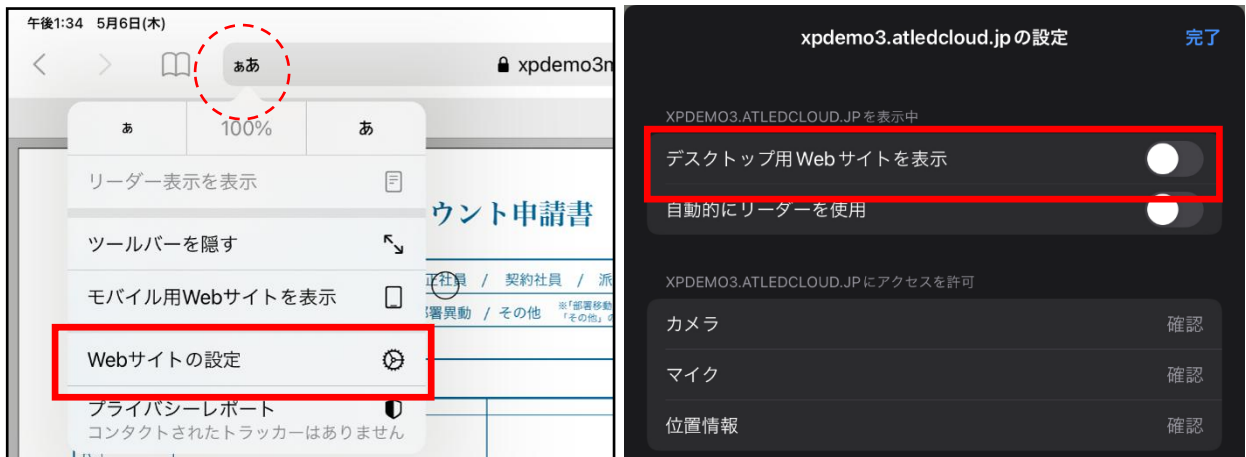 午後1:34 5月6日(木)
ぁあ
xpdemo3m
あ 100% あ
リーダー表示を表示
ツールバーを隠す
モバイル用Webサイトを表示
Webサイトの設定
プライバシーレポート
コンタクトされたトラッカーはありません
ウント申請書
正社員 / 契約社員 / 派
署異動 / その他 ※「部署移動
「その他」の
xpdemo3.atledcloud.jpの設定 完了
XPDEMO3.ATLEDCLOUD.JPを表示中
デスクトップ用Webサイトを表示
自動的にリーダーを使用
XPDEMO3.ATLEDCLOUD.JPにアクセスを許可
カメラ 確認
マイク 確認
位置情報 確認